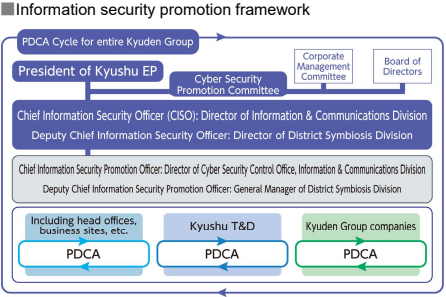 ■Information security promotion framework
PDCA Cycle for entire Kyuden Group
President of Kyushu EP
Cyber Security
Promotion Committee
Corporate
Management
Committee
Board of
Directors
Chief Information Security Officer (CISO): Director of Information & Communications Division
Deputy Chief Information Security Officer: Director of District Symbiosis Division
Chief Information Security Promotion Officer: Director of Cyber Security Control Office, Information & Communications Division
Deputy Chief Information Security Promotion Officer: General Manager of District Symbiosis Division
Including head offices,
business sites, etc.
PDCA
Kyushu T&D
PDCA
Kyuden Group companies
PDCA